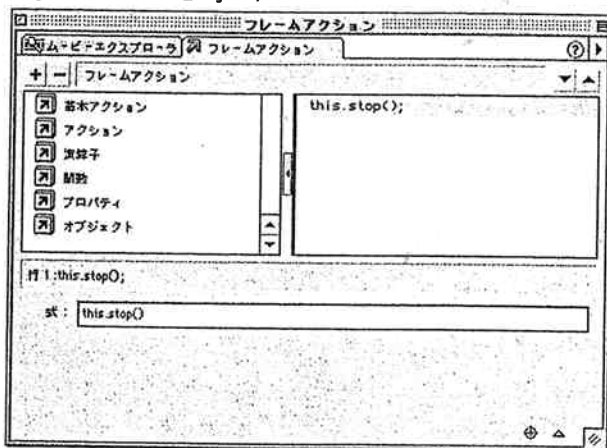 フレームアクション
ムービーエクスプローラ フレームアクション
?
+ - フレームアクション
基本アクション
アクション
演算子
関数
プロパティ
オブジェクト
this.stop();
行 1:this.stop();
式: this.stop()